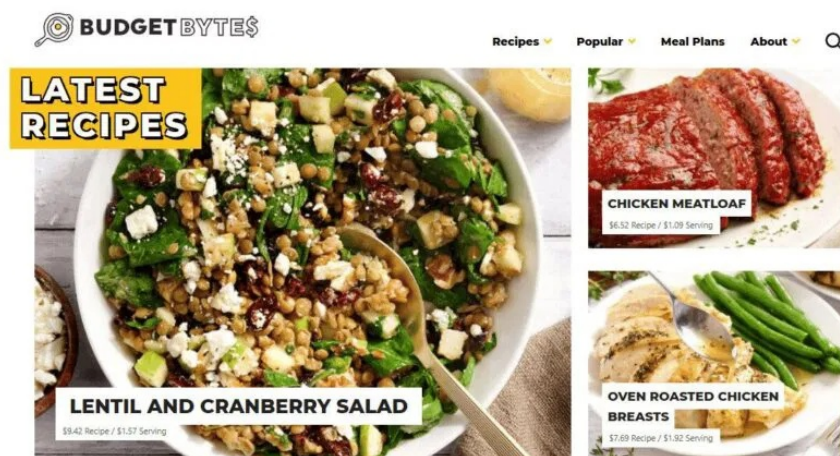 BUDGETBYTE$
Recipes
Popular
Meal Plans
About
LATEST
RECIPES
LENTIL AND CRANBERRY SALAD
$9.42 Recipe / $1.57 Serving
CHICKEN MEATLOAF
$6.52 Recipe / $1.09 Serving
OVEN ROASTED CHICKEN
BREASTS
$7.69 Recipe / $1.92 Serving